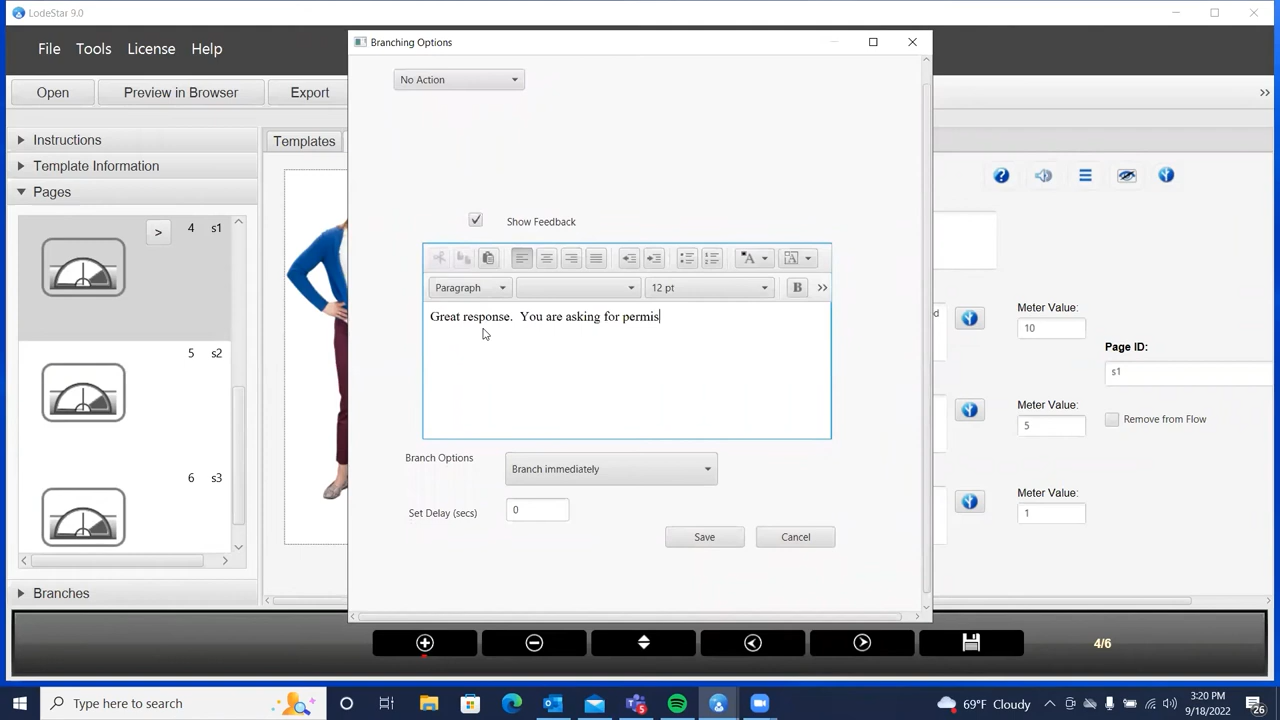 LodeStar 9.0
File Tools License Help
Branching Options
No Action
Open Preview in Browser Export
Instructions
Template Information
Pages
Templates
4 s1
>
5 s2
6 s3
Branches
Show Feedback
Paragraph 12 pt B
Great response. You are asking for permis
Branch Options Branch immediately
Set Delay (secs) 0
Save Cancel
d
Meter Value:
10
Page ID:
s1
Meter Value:
5
Remove from Flow
Meter Value:
1
4/6
Type here to search
69°F Cloudy
3:20 PM
9/18/2022
26